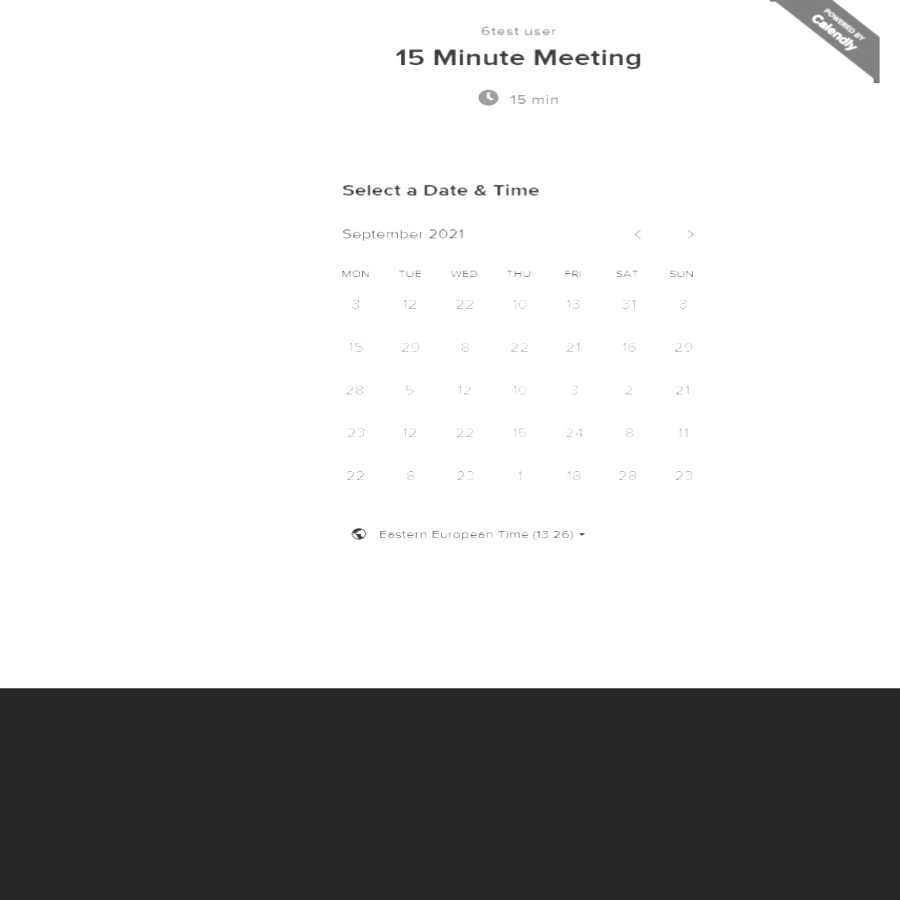 POWERED BY
Calendly
6test user
15 Minute Meeting
15 min
Select a Date & Time
September 2021 < >
MON TUE WED THU FRI SAT SUN
3 12 22 10 13 31 3
15 29 8 22 21 16 29
28 5 12 10 3 2 21
23 12 22 15 24 8 11
22 8 23 1 18 28 23
Eastern European Time (13:26)